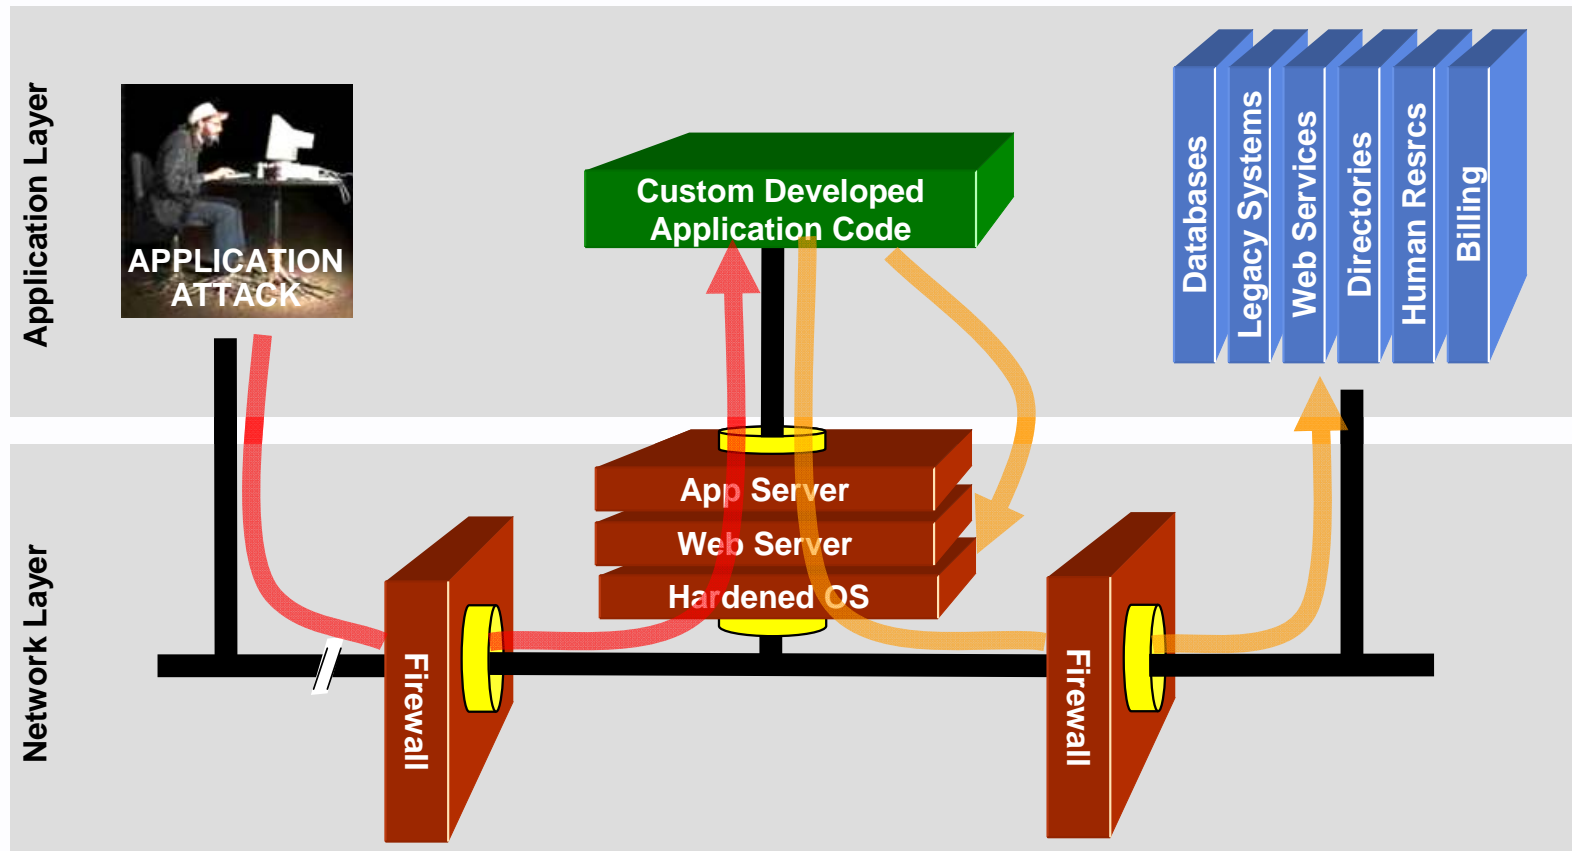 Application Layer
APPLICATION
ATTACK
Custom Developed
Application Code
Databases
Legacy Systems
Web Services
Directories
Human Resrcs
Billing
Network Layer
Firewall
App Server
Web Server
Hardened OS
Firewall